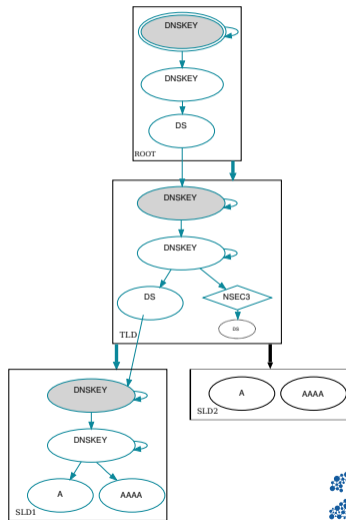 DNSKEY
DNSKEY
DS
ROOT
DNSKEY
DNSKEY
DS
NSEC3
DS
TLD
DNSKEY
DNSKEY
A
AAAA
SLD1
A
AAAA
SLD2